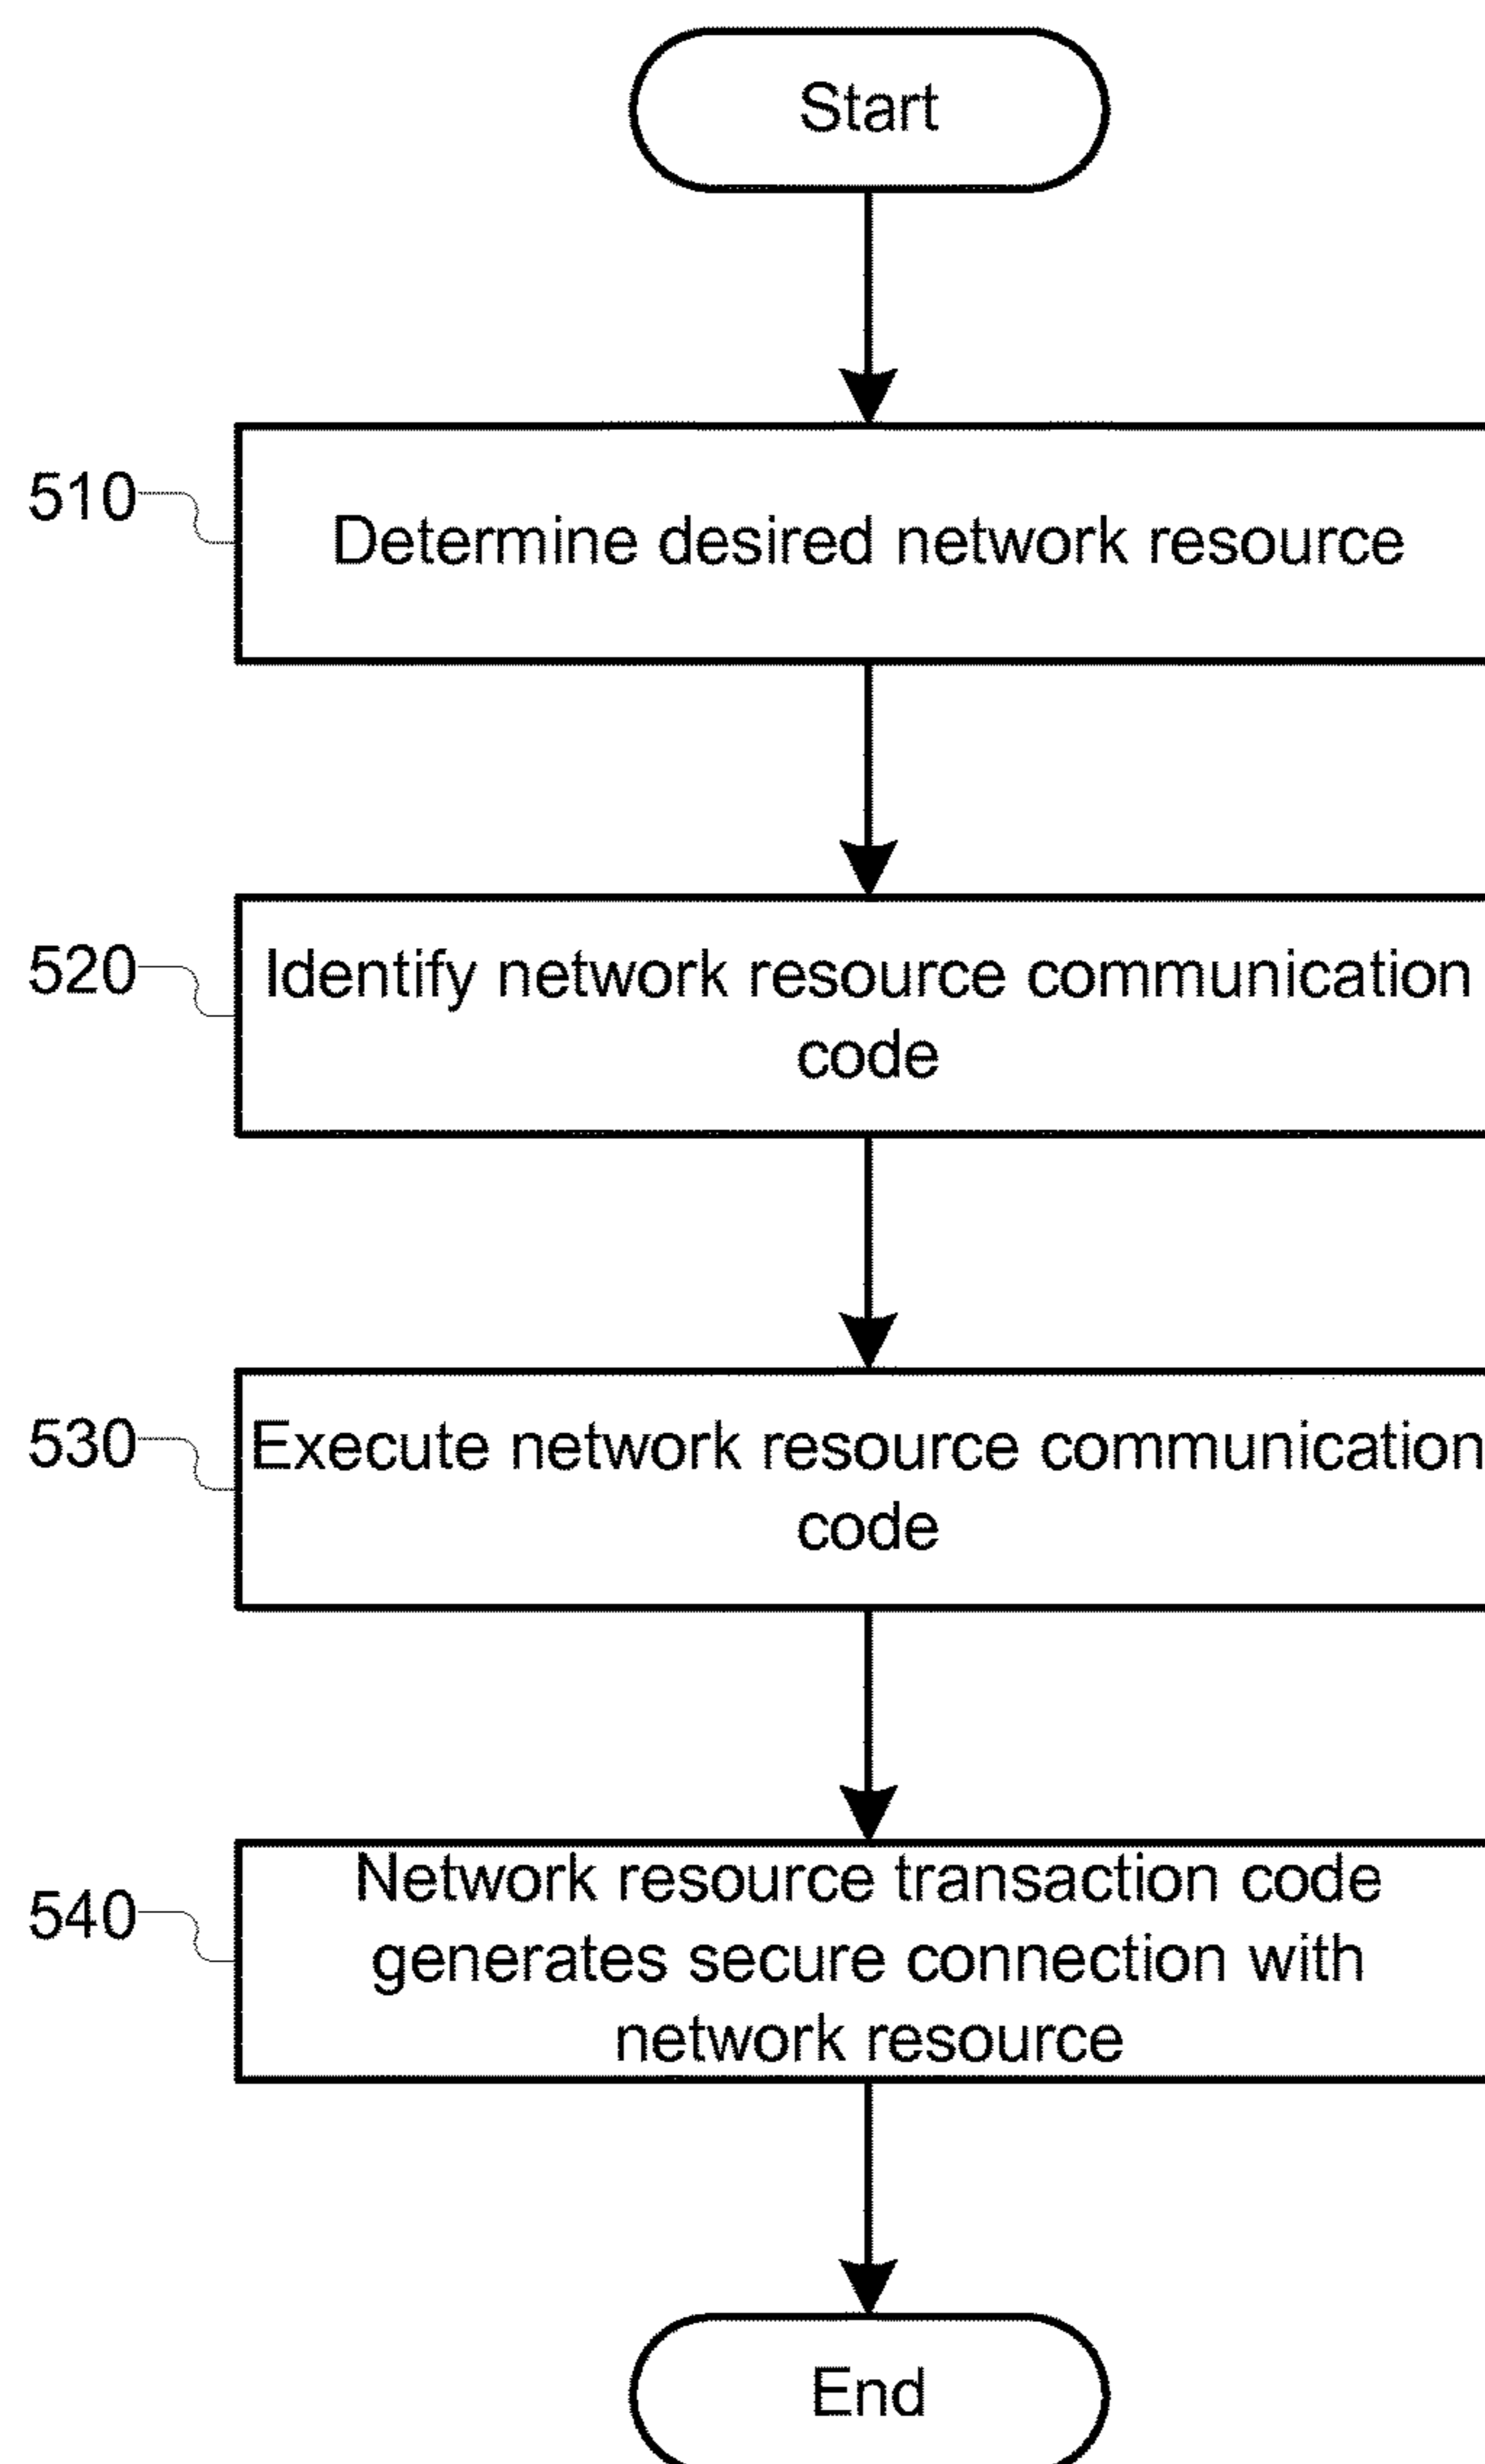 Start
510
Determine desired network resource
520
Identify network resource communication
code
530
Execute network resource communication
code
540
Network resource transaction code
generates secure connection with
network resource
End